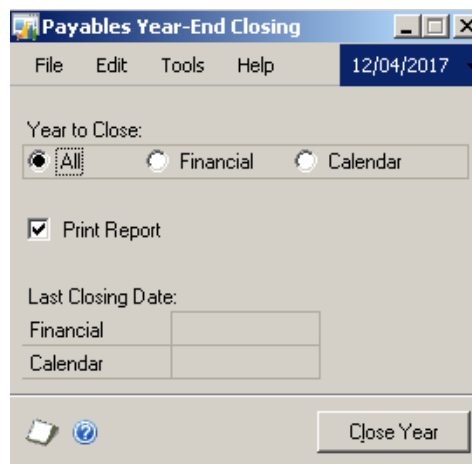 Payables Year-End Closing
File Edit Tools Help 12/04/2017
Year to Close:
All Financial Calendar
Print Report
Last Closing Date:
Financial
Calendar
Close Year